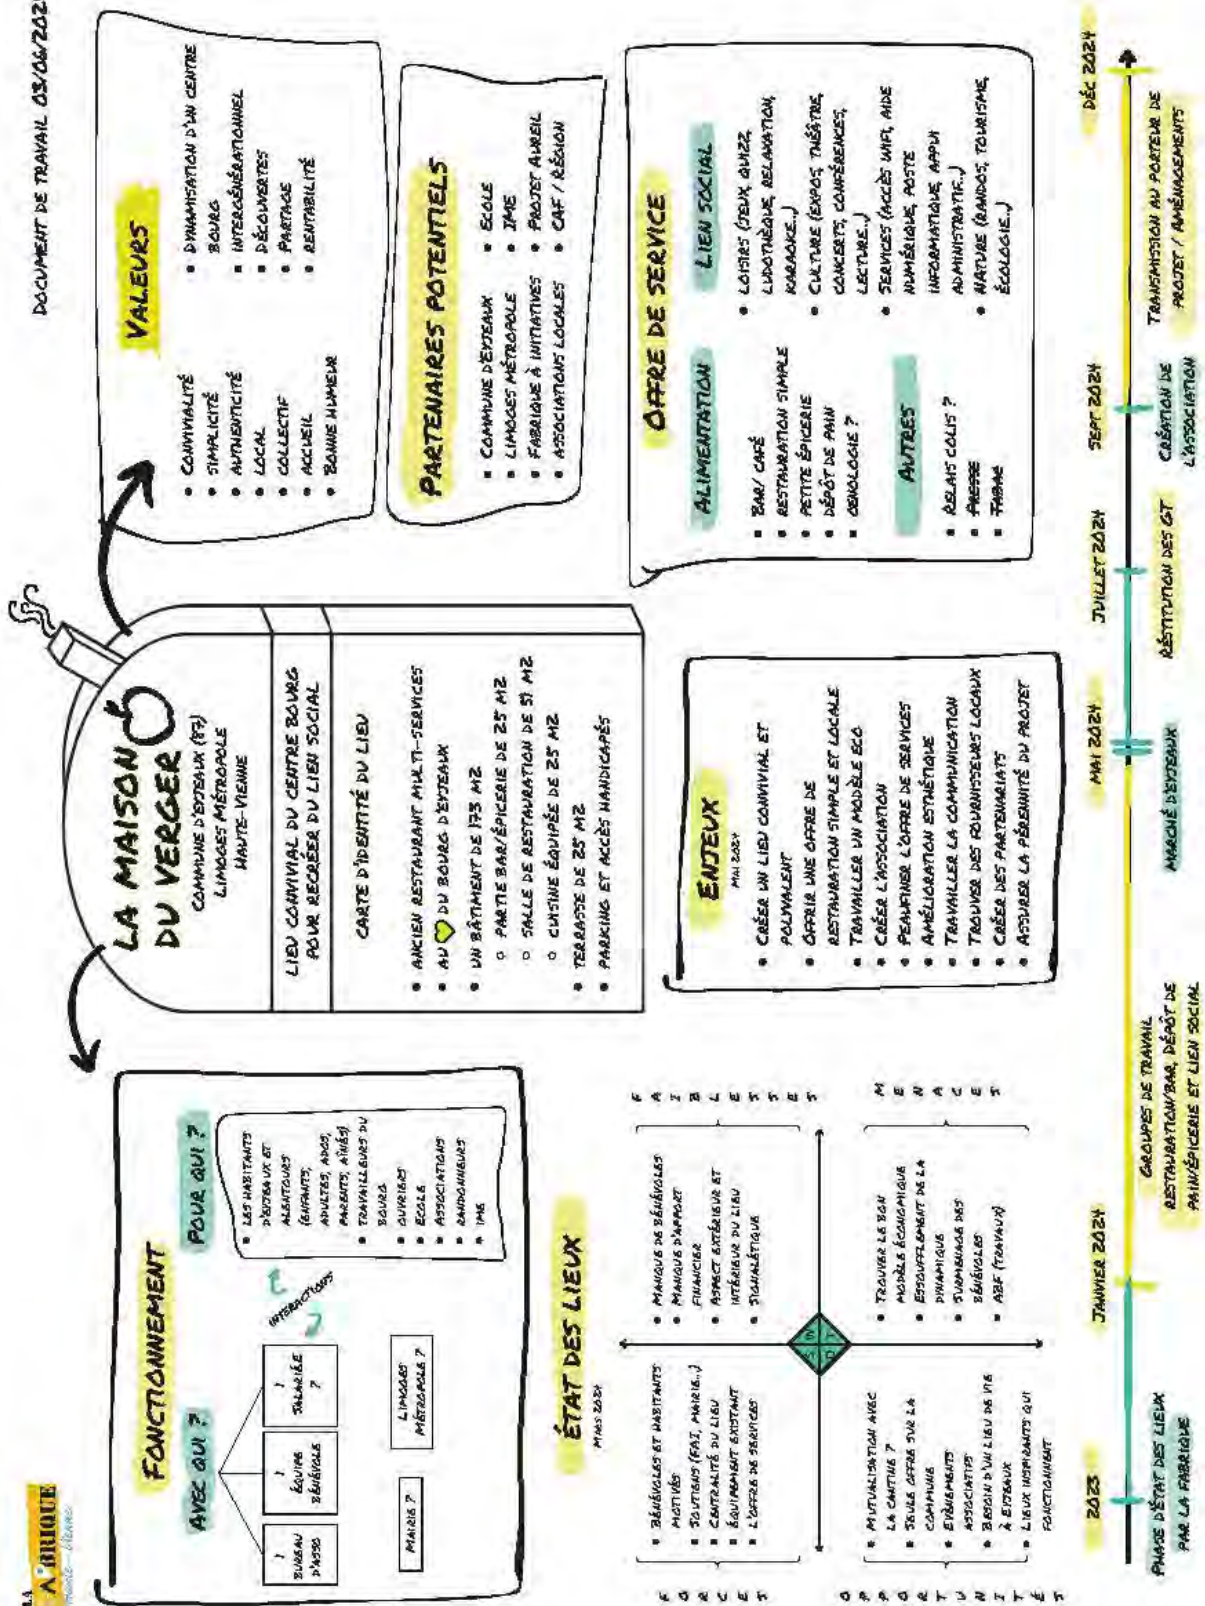 LA
FABRIQUE
DOCUMENT DE TRAVAIL 03/06/202
FONCTIONNEMENT
AVEC QUI ?
1
BUREAU
D'ASSO
1
ÉQUIPE
BÉNÉVOLE
1
SALARIÉE
?
MAIRIE ?
LIMOGES
MÉTROPOLE ?
INTERACTIONS
POUR QUI ?
• LES HABITANTS
D'EYJEAUX ET
ALENTOURS
(ENFANTS,
ADULTES, ADOS,
PARENTS, AÎNÉS)
• TRAVAILLEURS DU
BOURG
• OUVRIERS
• ECOLE
• ASSOCIATIONS
• RANDONNEURS
• IME
LA MAISON
DU VERGER
COMMUNE D'EYJEAUX (87)
LIMOGES MÉTROPOLE
HAUTE-VIENNE
LIEU CONVIVAL DU CENTRE BOURG
POUR RECRÉER DU LIEN SOCIAL
CARTE D'IDENTITÉ DU LIEU
• ANCIEN RESTAURANT MULTI-SERVICES
• AU DU BOURG D'EYJEAUX
• UN BÂTIMENT DE 173 M2
○ PARTIE BAR/ÉPICERIE DE 25 M2
○ SALLE DE RESTAURATION DE 51 M2
○ CUISINE ÉQUIPÉE DE 25 M2
• TERRASSE DE 25 M2
• PARKING ET ACCÈS HANDICAPÉS
VALEURS
• CONVIVIALITÉ
• SIMPLICITÉ
• AUTHENTICITÉ
• LOCAL
• COLLECTIF
• ACCUEIL
• BONNE HUMEUR
• DYNAMISATION D'UN CENTRE
BOURG
• INTERGÉNÉRATIONNEL
• DÉCOUVERTES
• PARTAGE
• RENTABILITÉ
PARTENAIRES POTENTIELS
• COMMUNE D'EYJEAUX
• LIMOGES MÉTROPOLE
• FABRIQUE À INITIATIVES
• ASSOCIATIONS LOCALES
• ECOLE
• IME
• PROJET AUREIL
• CAF / RÉGION
ÉTAT DES LIEUX
MARS 2024
FORCES
• BÉNÉVOLES ET HABITANTS
MOTIVÉS
• SOUTIENS (FAI, MAIRIE...)
• CENTRALITÉ DU LIEU
• ÉQUIPEMENT EXISTANT
• L'OFFRE DE SERVICES
FAIBLESSES
• MANQUE DE BÉNÉVOLES
• MANQUE D'APPORT
FINANCIER
• ASPECT EXTÉRIEUR ET
INTÉRIEUR DU LIEU
• SIGNALÉTIQUE
OPPORTUNITÉS
• MUTUALISATION AVEC
LA CANTINE ?
• SEULE OFFRE SUR LA
COMMUNE
• EVÈNEMENTS
ASSOCIATIFS
• BESOIN D'UN LIEU DE VIE
À EYJEAUX
• LIEUX INSPIRANTS QUI
FONCTIONNENT
MENACES
• TROUVER LE BON
MODÈLE ÉCONOMIQUE
• ESSOUFFLEMENT DE LA
DYNAMIQUE
• SURMENAGE DES
BÉNÉVOLES
• ABF (TRAVAUX)
ENJEUX
MAI 2024
• CRÉER UN LIEU CONVIVIAL ET
POLYVALENT
• OFFRIR UNE OFFRE DE
RESTAURATION SIMPLE ET LOCALE
• TRAVAILLER UN MODÈLE ECO
• CRÉER L'ASSOCIATION
• PEAUFINER L'OFFRE DE SERVICES
• AMÉLIORATION ESTHÉTIQUE
• TRAVAILLER LA COMMUNICATION
• TROUVER DES FOURNISSEURS LOCAUX
• CRÉER DES PARTENARIATS
• ASSURER LA PÉRENNITÉ DU PROJET
OFFRE DE SERVICE
ALIMENTATION
• BAR/ CAFÉ
• RESTAURATION SIMPLE
• PETITE ÉPICERIE
• DÉPÔT DE PAIN
• OENOLOGIE ?
AUTRES
• RELAIS COLIS ?
• PRESSE
• TABAC
LIEN SOCIAL
• LOISIRS (JEUX, QUIZZ,
LUDOTHÈQUE, RELAXATION,
KARAOKE...)
• CULTURE (EXPOS, THÉÂTRE,
CONCERTS, CONFÉRENCES,
LECTURE...)
• SERVICES (ACCÈS WIFI, AIDE
NUMÉRIQUE, POSTE
INFORMATIQUE, APPUI
ADMINISTRATIF...)
• NATURE (RANDOS, TOURISME,
ÉCOLOGIE...)
2023
PHASE D'ÉTAT DES LIEUX
PAR LA FABRIQUE
JANVIER 2024
GROUPES DE TRAVAIL
RESTAURATION/BAR, DÉPÔT DE
PAIN/ÉPICERIE ET LIEN SOCIAL
MAI 2024
MARCHÉ D'EYJEAUX
JUILLET 2024
RÉSTITUTION DES GT
SEPT 2024
CRÉATION DE
L'ASSOCIATION
DÉC 2024
TRANSMISSION AU PORTEUR DE
PROJET / AMÉNAGEMENTS